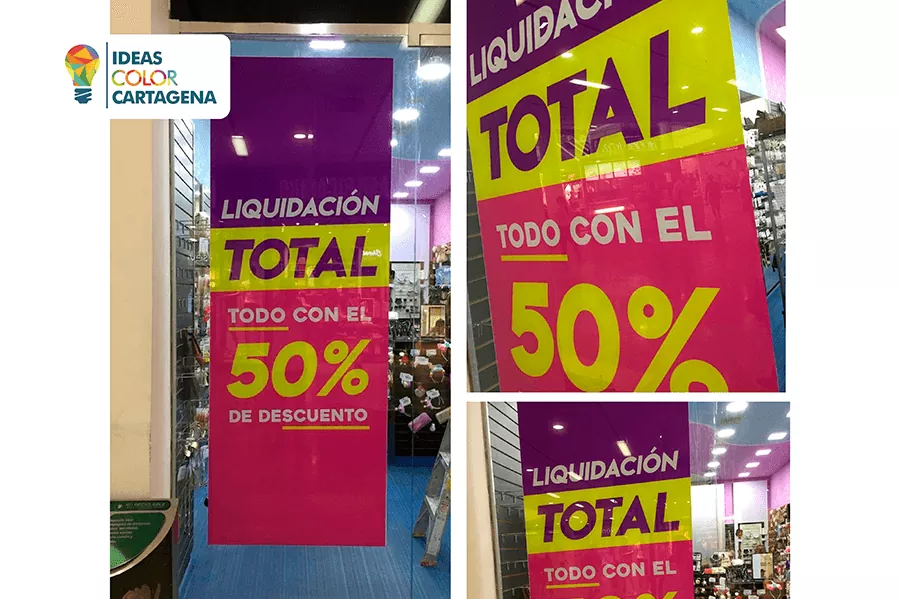 IDEAS
COLOR
CARTAGENA
LIQUIDACIÓN
TOTAL
TODO CON EL
50%
DE DESCUENTO
LIQUIDACIÓN
TOTAL
TODO CON EL
50%
LIQUIDACIÓN
TOTAL
TODO CON EL